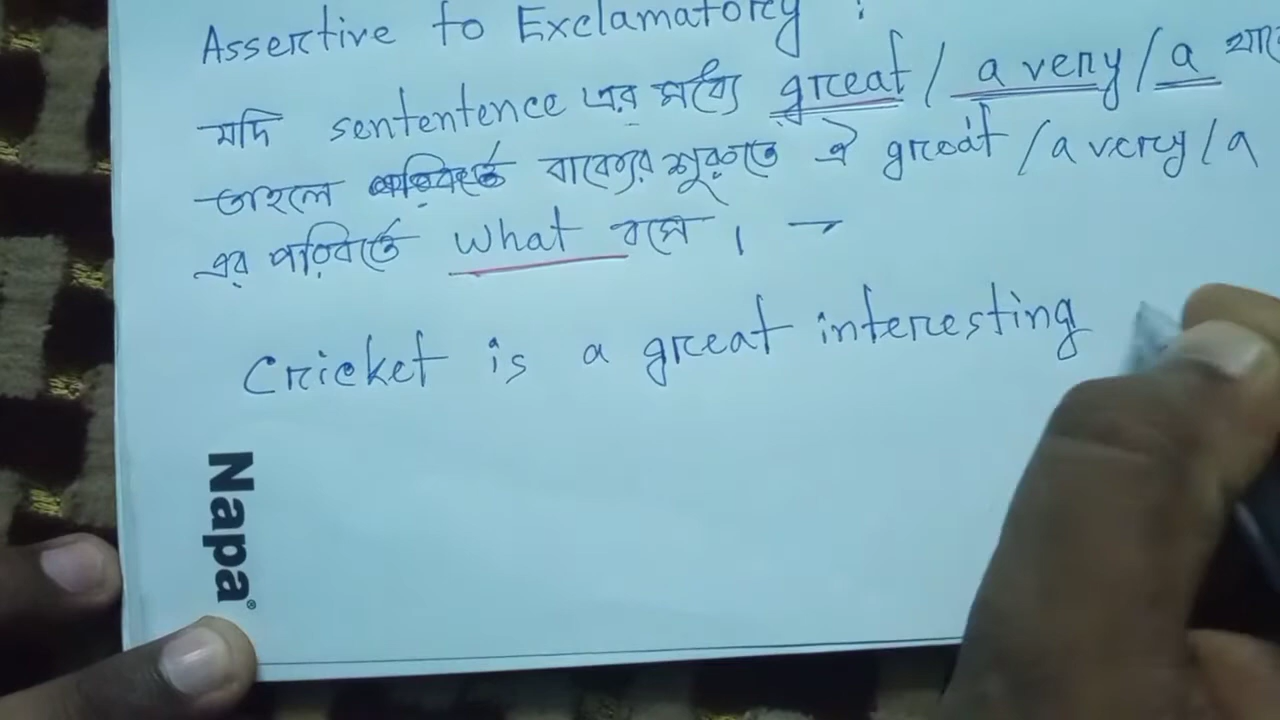 Assertive to Exclamatory :
যদি sententence এর মধ্যে great / a very / a থাকে
তাহলে বাক্যের শুরুতে ঐ great / a very / a
এর পরিবর্তে What বসে । →
Cricket is a great interesting
Napa®